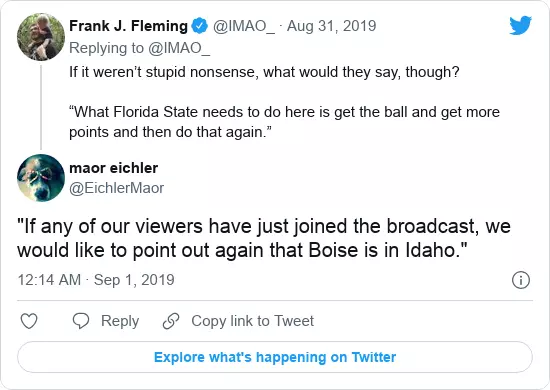 Frank J. Fleming @IMAO_ · Aug 31, 2019
Replying to @IMAO_
If it weren’t stupid nonsense, what would they say, though?
“What Florida State needs to do here is get the ball and get more
points and then do that again.”
maor eichler
@EichlerMaor
"If any of our viewers have just joined the broadcast, we
would like to point out again that Boise is in Idaho."
12:14 AM · Sep 1, 2019
Reply
Copy link to Tweet
Explore what's happening on Twitter